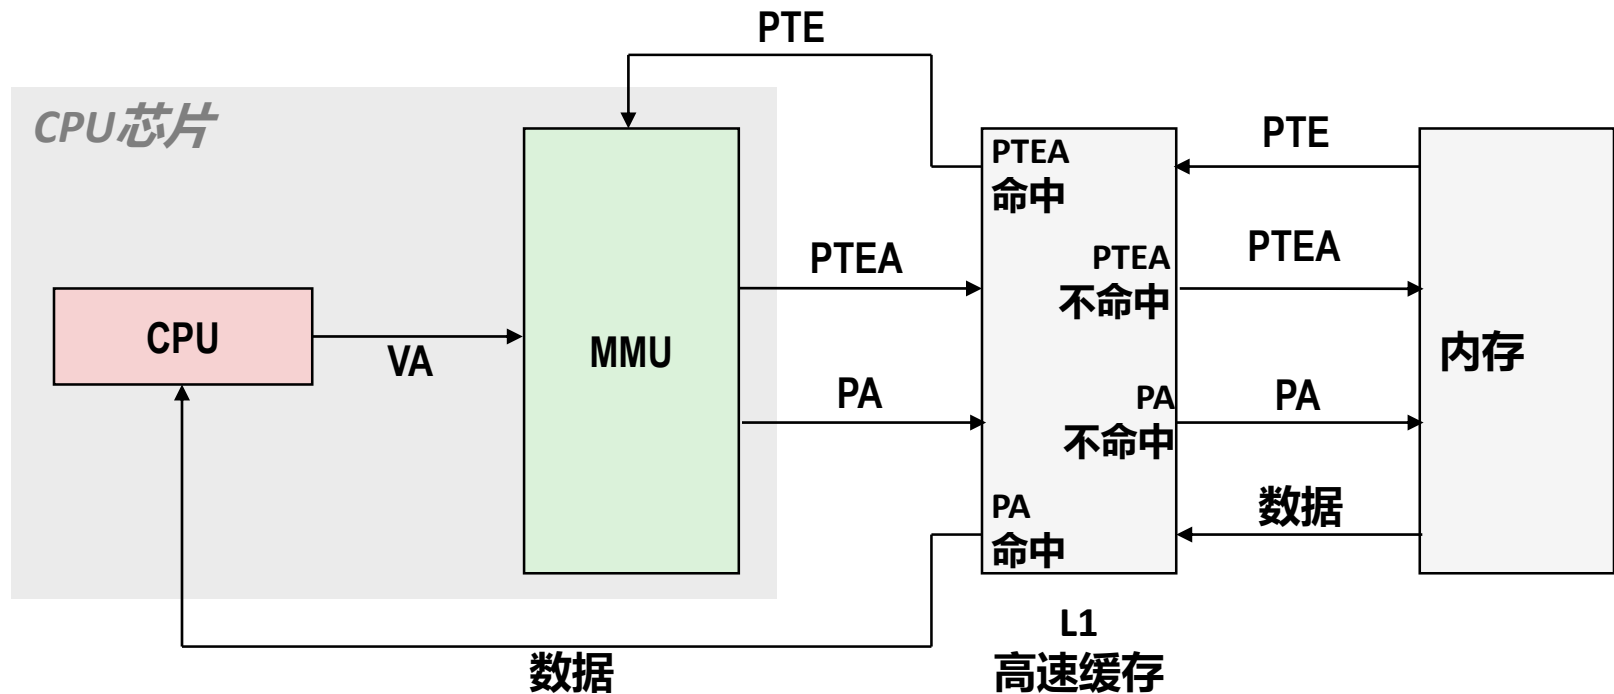 PTE
CPU芯片
PTEA
命中
PTE
PTEA
PTEA
不命中
PTEA
CPU
VA
MMU
内存
PA
PA
不命中
PA
PA
命中
数据
数据
L1
高速缓存